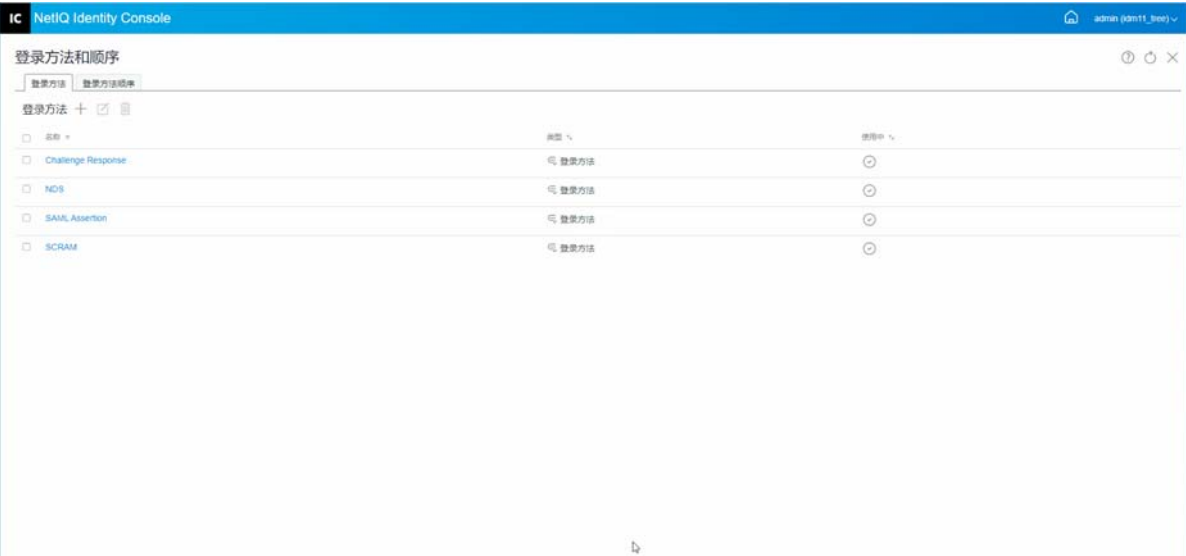 IC NetIQ Identity Console admin (idm11_tree)
登录方法和顺序
登录方法 登录方法顺序
登录方法
名称 类型 使用中
Challenge Response 登录方法
NDS 登录方法
SAML Assertion 登录方法
SCRAM 登录方法